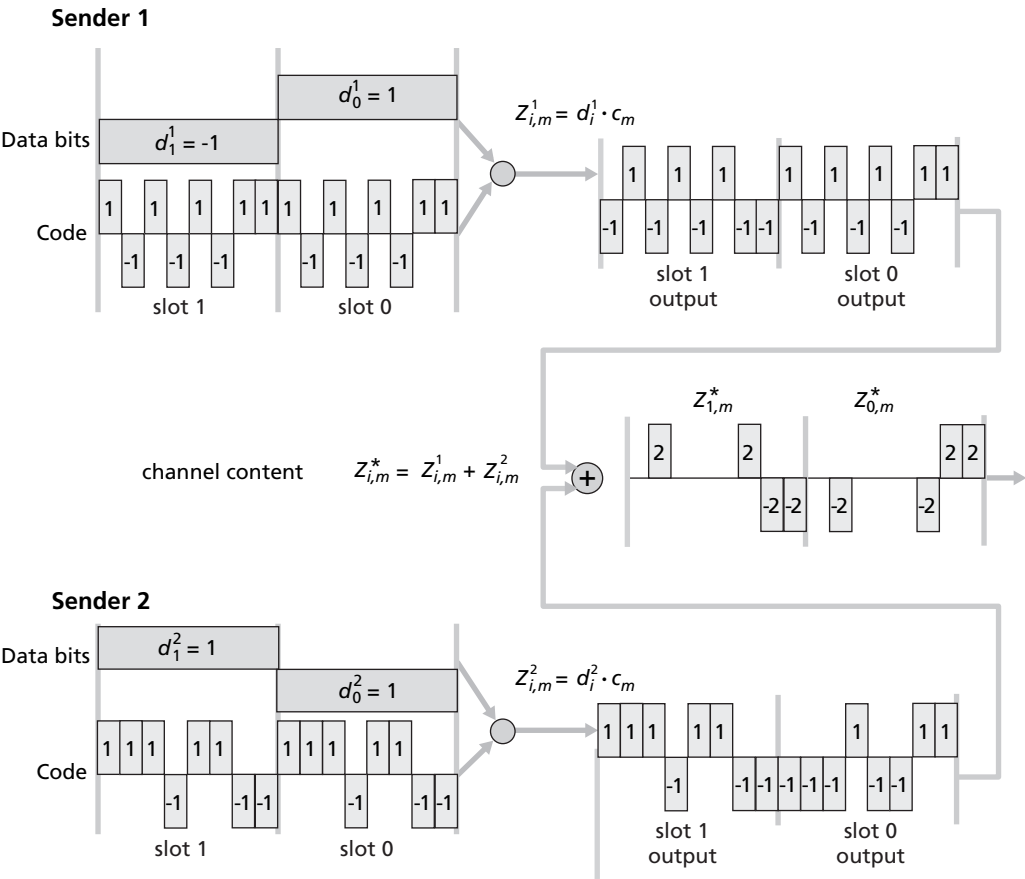 Sender 1
d¹₀ = 1
Data bits
d¹₁ = -1
Z¹i,m = d¹i · cm
Code
1 1 1 1 1 1 1 1 1 1
-1 -1 -1 -1 -1 -1
slot 1 slot 0
1 1 1 1 1 1 1 1
-1 -1 -1 -1 -1 -1 -1 -1
slot 1
output
slot 0
output
channel content
Z*i,m = Z¹i,m + Z²i,m
+
Z*1,m Z*0,m
2 2 2 2
-2 -2 -2 -2
Sender 2
Data bits
d²₁ = 1
d²₀ = 1
Z²i,m = d²i · cm
Code
1 1 1 1 1 1 1 1 1 1
-1 -1 -1 -1 -1 -1
slot 1 slot 0
1 1 1 1 1 1 1 1
-1 -1 -1 -1 -1 -1 -1 -1
slot 1
output
slot 0
output